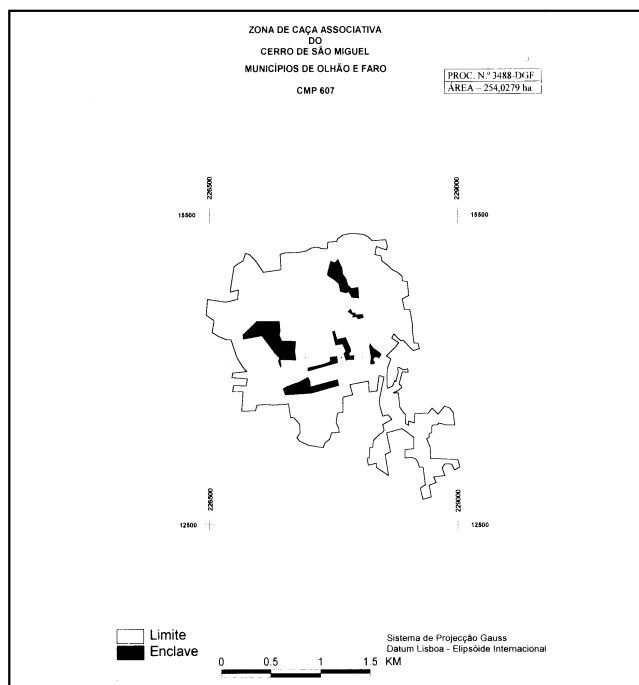 ZONA DE CAÇA ASSOCIATIVA
DO
CERRO DE SÃO MIGUEL
MUNICÍPIOS DE OLHÃO E FARO
CMP 607
PROC. N.º 3488-DGF
ÁREA – 254,0279 ha
226500
229000
15500
15500
226500
229000
12500
12500
Limite
Enclave
0 0.5 1 1.5 KM
Sistema de Projecção Gauss
Datum Lisboa - Elipsóide Internacional